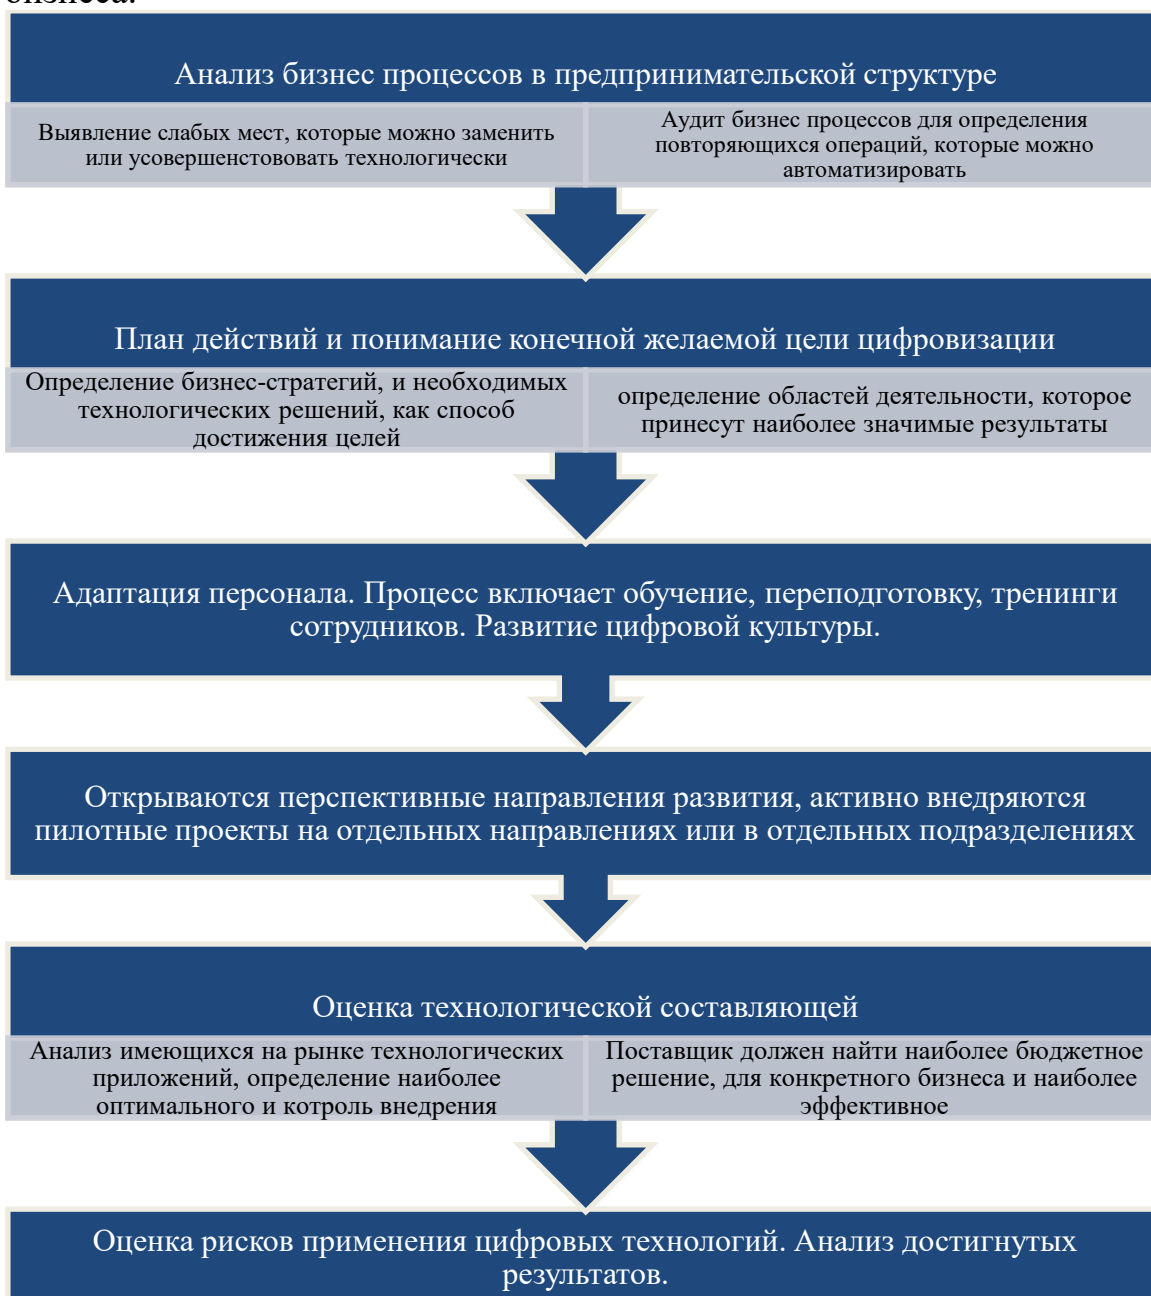 бизнеса.
Анализ бизнес процессов в предпринимательской структуре
Выявление слабых мест, которые можно заменить
или усовершенстововать технологически
Аудит бизнес процессов для определения
повторяющихся операций, которые можно
автоматизировать
План действий и понимание конечной желаемой цели цифровизации
Определение бизнес-стратегий, и необходимых
технологических решений, как способ
достижения целей
определение областей деятельности, которое
принесут наиболее значимые результаты
Адаптация персонала. Процесс включает обучение, переподготовку, тренинги
сотрудников. Развитие цифровой культуры.
Открываются перспективные направления развития, активно внедряются
пилотные проекты на отдельных направлениях или в отдельных подразделениях
Оценка технологической составляющей
Анализ имеющихся на рынке технологических
приложений, определение наиболее
оптимального и котроль внедрения
Поставщик должен найти наиболее бюджетное
решение, для конкретного бизнеса и наиболее
эффективное
Оценка рисков применения цифровых технологий. Анализ достигнутых
результатов.